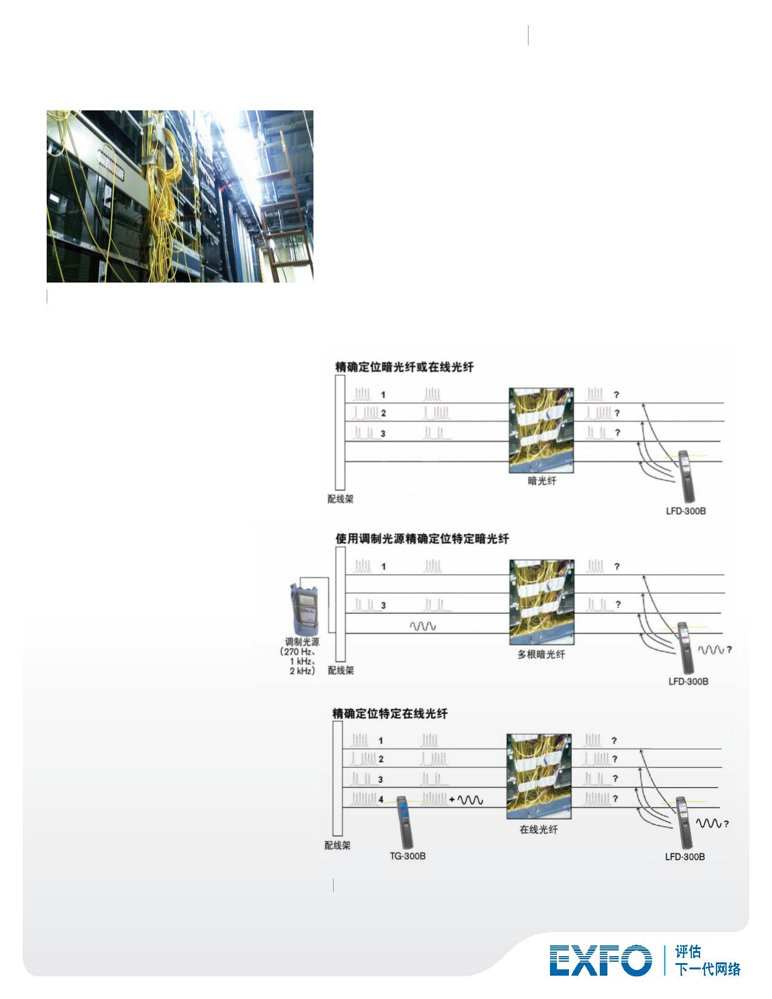 精确定位暗光纤或在线光纤
1 ?
2 ?
3 ?
暗光纤
配线架
LFD-300B
使用调制光源精确定位特定暗光纤
1 ?
3 ?
调制光源
(270 Hz、
1 kHz、
2 kHz)
配线架
多根暗光纤
?
LFD-300B
精确定位特定在线光纤
1 ?
2 ?
3 ?
4 + ?
在线光纤
?
配线架
TG-300B
LFD-300B
EXFO
评估
下一代网络